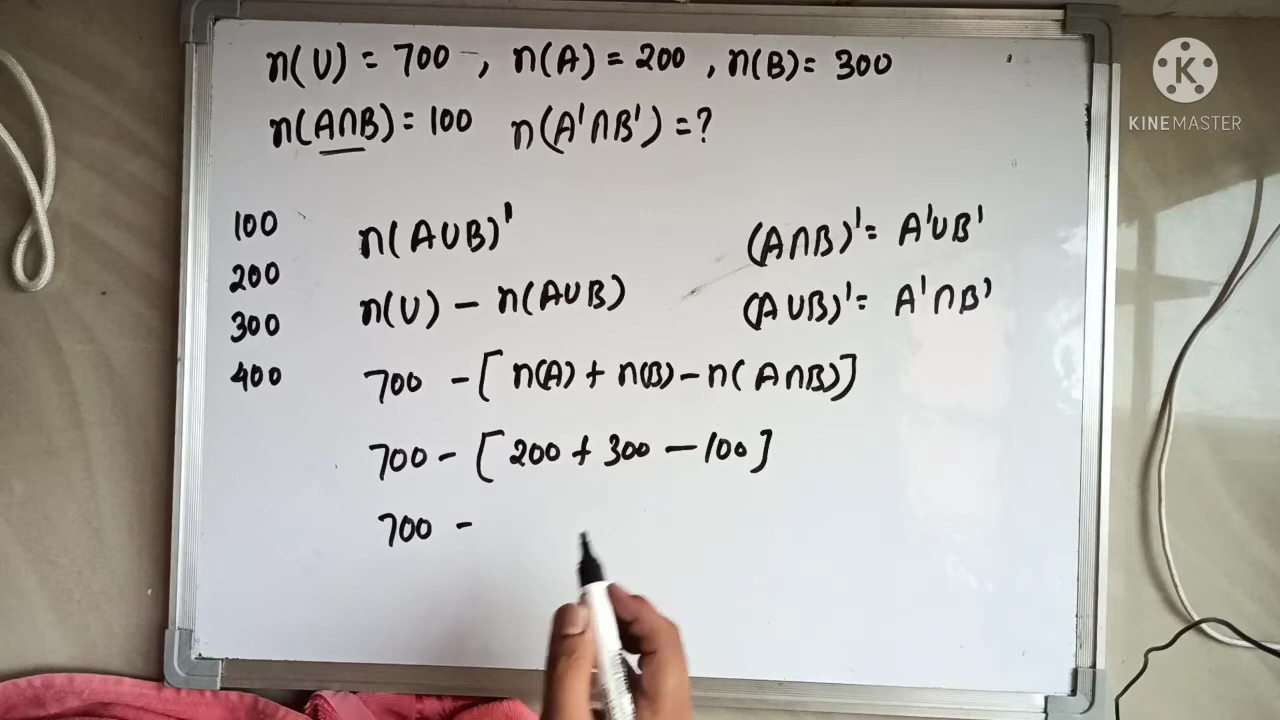 n(U) = 700 , n(A) = 200 , n(B) = 300
n(A∩B) = 100 n(A'∩B') = ?
100
200
300
400
n(A∪B)'
n(U) − n(A∪B)
700 − [n(A) + n(B) − n(A∩B)]
700 − [200 + 300 − 100]
700 −
(A∩B)' = A'∪B'
(A∪B)' = A'∩B'
K
KINEMASTER